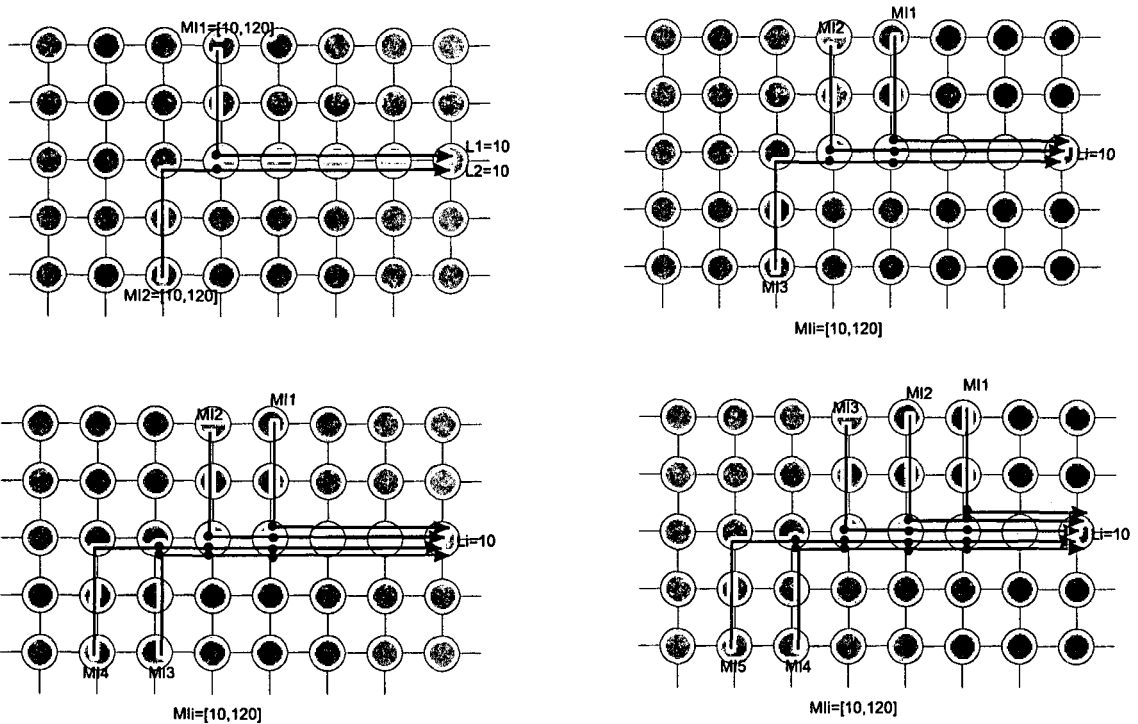 MI1=[10,120]
L1=10
L2=10
MI2=[10,120]
MI2
MI1
Li=10
MI3
MIi=[10,120]
MI2
MI1
Li=10
MI4
MI3
MIi=[10,120]
MI3
MI2
MI1
Li=10
MI5
MI4
MIi=[10,120]